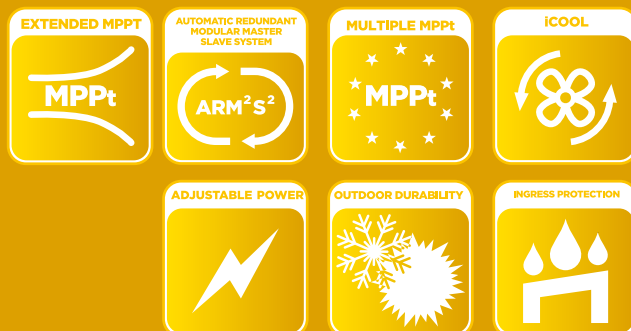 EXTENDED MPPT
MPPt
AUTOMATIC REDUNDANT
MODULAR MASTER
SLAVE SYSTEM
ARM²S²
MULTIPLE MPPt
MPPt
iCOOL
ADJUSTABLE POWER
OUTDOOR DURABILITY
INGRESS PROTECTION